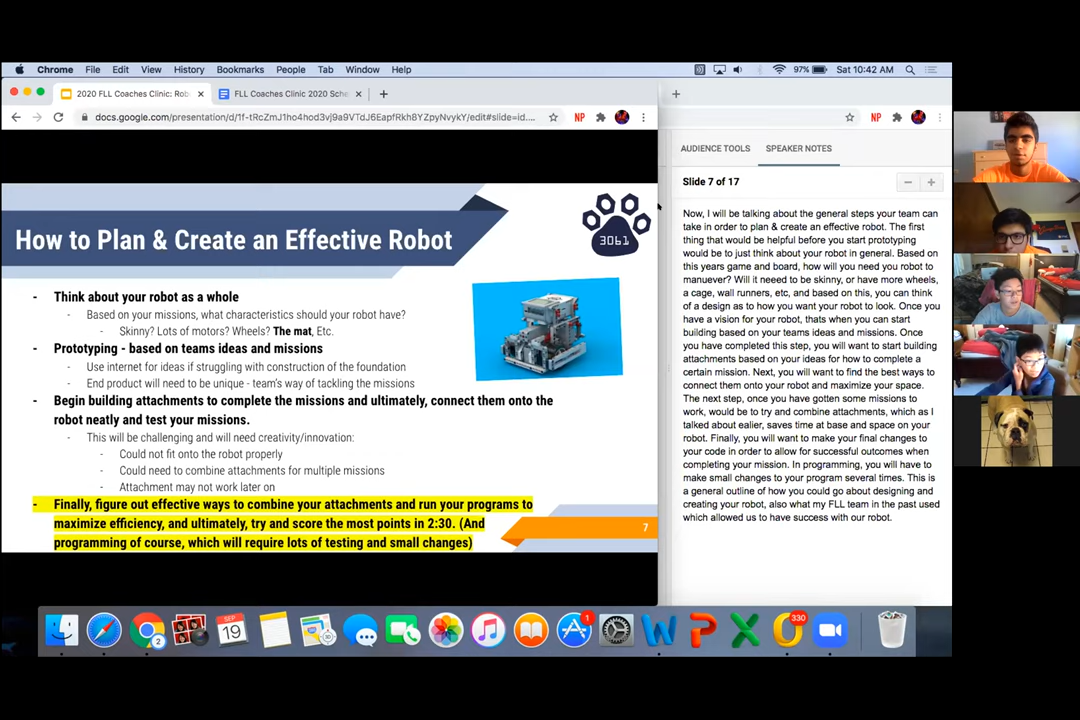 Chrome File Edit View History Bookmarks People Tab Window Help
97% Sat 10:42 AM
2020 FLL Coaches Clinic: Rob
FLL Coaches Clinic 2020 Sche
docs.google.com/presentation/d/1f-tRcZmJ1ho4hod3vj9a9VTdJ6EapfRkh8YZpyNvykY/edit#slide=id....
NP
NP
How to Plan & Create an Effective Robot
3061
- Think about your robot as a whole
- Based on your missions, what characteristics should your robot have?
- Skinny? Lots of motors? Wheels? The mat, Etc.
- Prototyping - based on teams ideas and missions
- Use internet for ideas if struggling with construction of the foundation
- End product will need to be unique - team's way of tackling the missions
- Begin building attachments to complete the missions and ultimately, connect them onto the
robot neatly and test your missions.
- This will be challenging and will need creativity/innovation:
- Could not fit onto the robot properly
- Could need to combine attachments for multiple missions
- Attachment may not work later on
- Finally, figure out effective ways to combine your attachments and run your programs to
maximize efficiency, and ultimately, try and score the most points in 2:30. (And
programming of course, which will require lots of testing and small changes)
7
AUDIENCE TOOLS SPEAKER NOTES
Slide 7 of 17
Now, I will be talking about the general steps your team can
take in order to plan & create an effective robot. The first
thing that would be helpful before you start prototyping
would be to just think about your robot in general. Based on
this years game and board, how will you need you robot to
manuever? Will it neeed to be skinny, or have more wheels,
a cage, wall runners, etc, and based on this, you can think
of a design as to how you want your robot to look. Once you
have a vision for your robot, thats when you can start
building based on your teams ideas and missions. Once
you have completed this step, you will want to start building
attachments based on your ideas for how to complete a
certain mission. Next, you will want to find the best ways to
connect them onto your robot and maximize your space.
The next step, once you have gotten some missions to
work, would be to try and combine attachments, which as I
talked about ealier, saves time at base and space on your
robot. Finally, you will want to make your final changes to
your code in order to allow for successful outcomes when
completing your mission. In programming, you will have to
make small changes to your program several times. This is
a general outline of how you could go about designing and
creating your robot, also what my FLL team in the past used
which allowed us to have success with our robot.
2
SEP
19
1
330